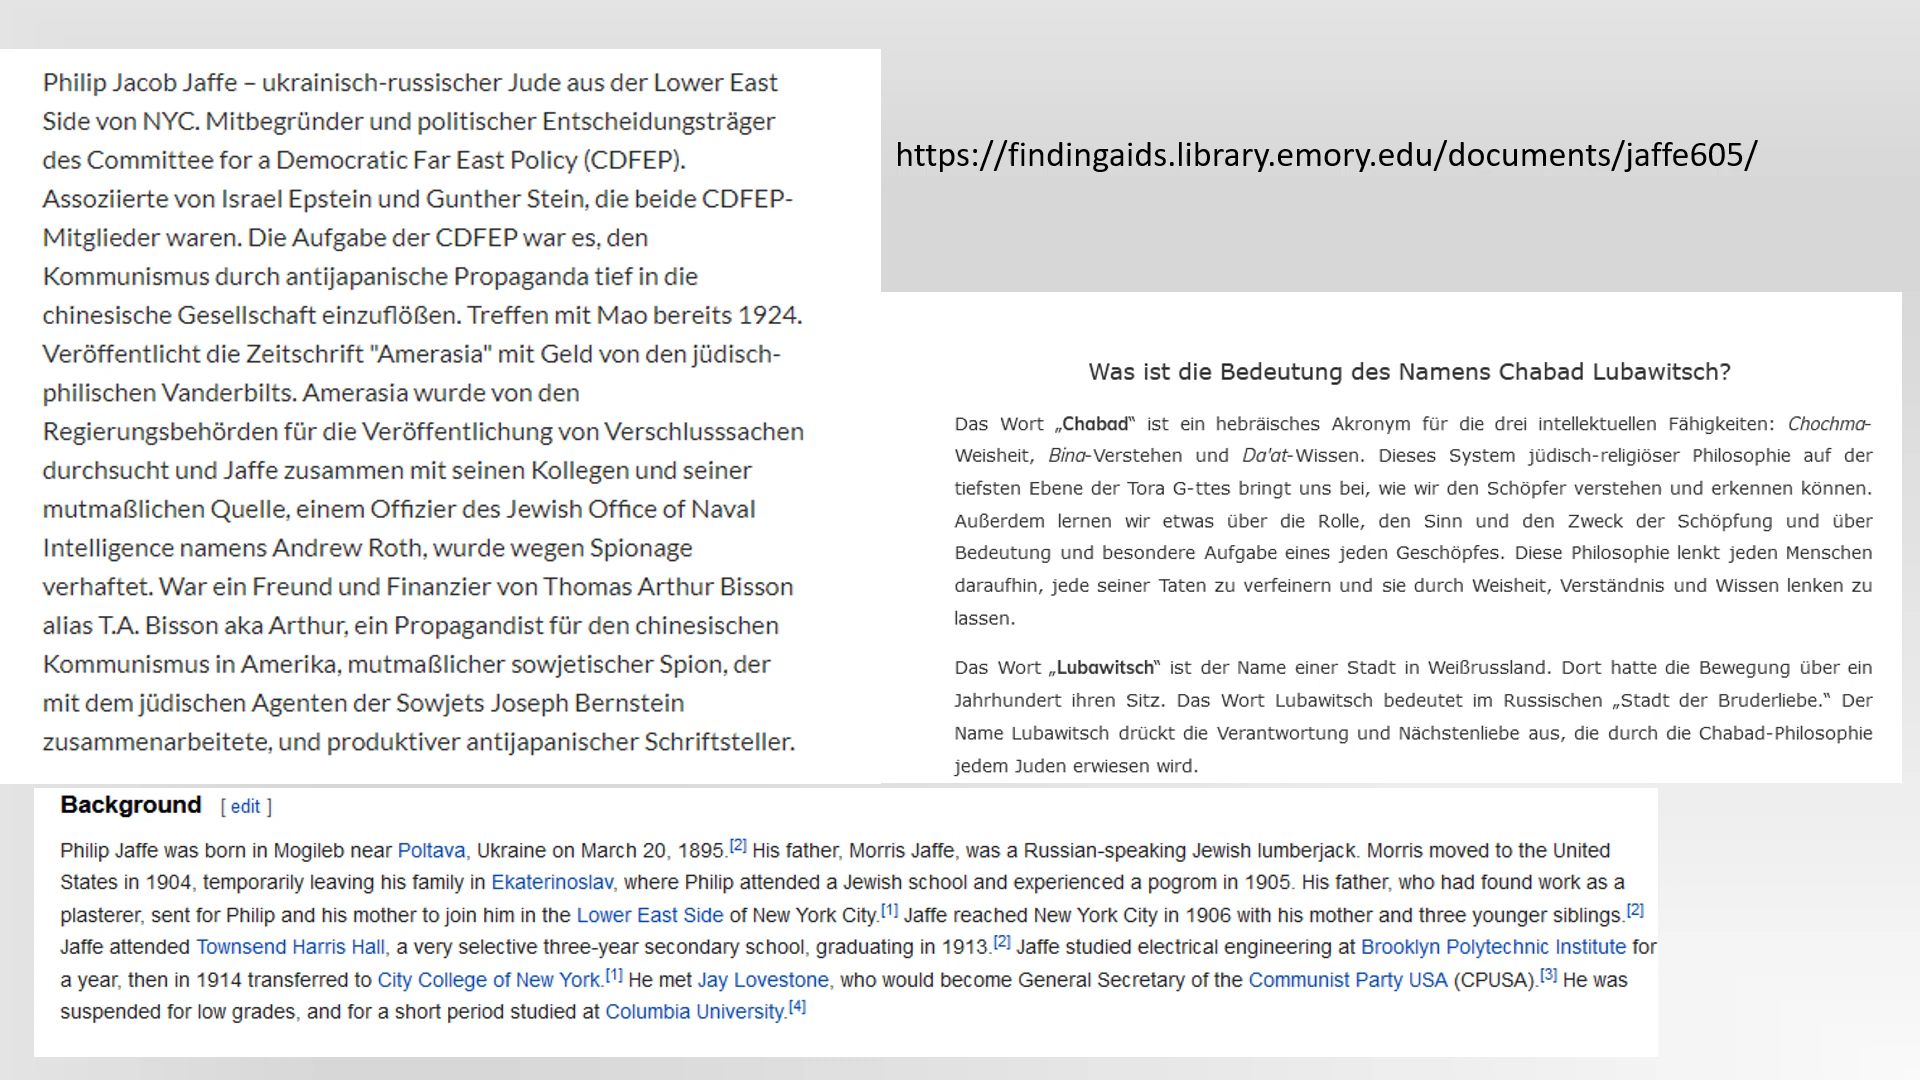 Philip Jacob Jaffe – ukrainisch-russischer Jude aus der Lower East
Side von NYC. Mitbegründer und politischer Entscheidungsträger
des Committee for a Democratic Far East Policy (CDFEP).
Assoziierte von Israel Epstein und Gunther Stein, die beide CDFEP-
Mitglieder waren. Die Aufgabe der CDFEP war es, den
Kommunismus durch antijapanische Propaganda tief in die
chinesische Gesellschaft einzuflößen. Treffen mit Mao bereits 1924.
Veröffentlicht die Zeitschrift "Amerasia" mit Geld von den jüdisch-
philischen Vanderbilts. Amerasia wurde von den
Regierungsbehörden für die Veröffentlichung von Verschlusssachen
durchsucht und Jaffe zusammen mit seinen Kollegen und seiner
mutmaßlichen Quelle, einem Offizier des Jewish Office of Naval
Intelligence namens Andrew Roth, wurde wegen Spionage
verhaftet. War ein Freund und Finanzier von Thomas Arthur Bisson
alias T.A. Bisson aka Arthur, ein Propagandist für den chinesischen
Kommunismus in Amerika, mutmaßlicher sowjetischer Spion, der
mit dem jüdischen Agenten der Sowjets Joseph Bernstein
zusammenarbeitete, und produktiver antijapanischer Schriftsteller.
https://findingaids.library.emory.edu/documents/jaffe605/
Was ist die Bedeutung des Namens Chabad Lubawitsch?
Das Wort „Chabad“ ist ein hebräisches Akronym für die drei intellektuellen Fähigkeiten: Chochma-
Weisheit, Bina-Verstehen und Da'at-Wissen. Dieses System jüdisch-religiöser Philosophie auf der
tiefsten Ebene der Tora G-ttes bringt uns bei, wie wir den Schöpfer verstehen und erkennen können.
Außerdem lernen wir etwas über die Rolle, den Sinn und den Zweck der Schöpfung und über
Bedeutung und besondere Aufgabe eines jeden Geschöpfes. Diese Philosophie lenkt jeden Menschen
daraufhin, jede seiner Taten zu verfeinern und sie durch Weisheit, Verständnis und Wissen lenken zu
lassen.
Das Wort „Lubawitsch“ ist der Name einer Stadt in Weißrussland. Dort hatte die Bewegung über ein
Jahrhundert ihren Sitz. Das Wort Lubawitsch bedeutet im Russischen „Stadt der Bruderliebe.“ Der
Name Lubawitsch drückt die Verantwortung und Nächstenliebe aus, die durch die Chabad-Philosophie
jedem Juden erwiesen wird.
Background [ edit ]
Philip Jaffe was born in Mogileb near Poltava, Ukraine on March 20, 1895.[2] His father, Morris Jaffe, was a Russian-speaking Jewish lumberjack. Morris moved to the United
States in 1904, temporarily leaving his family in Ekaterinoslav, where Philip attended a Jewish school and experienced a pogrom in 1905. His father, who had found work as a
plasterer, sent for Philip and his mother to join him in the Lower East Side of New York City.[1] Jaffe reached New York City in 1906 with his mother and three younger siblings.[2]
Jaffe attended Townsend Harris Hall, a very selective three-year secondary school, graduating in 1913.[2] Jaffe studied electrical engineering at Brooklyn Polytechnic Institute for
a year, then in 1914 transferred to City College of New York.[1] He met Jay Lovestone, who would become General Secretary of the Communist Party USA (CPUSA).[3] He was
suspended for low grades, and for a short period studied at Columbia University.[4]